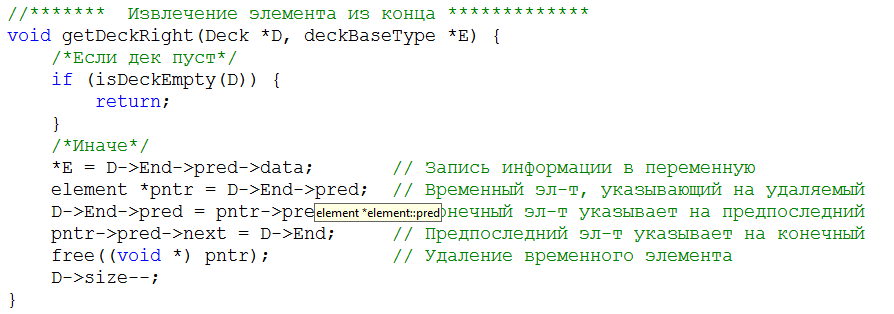 //******* Извлечение элемента из конца *************
void getDeckRight(Deck *D, deckBaseType *E) {
/*Если дек пуст*/
if (isDeckEmpty(D)) {
return;
}
/*Иначе*/
*E = D->End->pred->data; // Запись информации в переменную
element *pntr = D->End->pred; // Временный эл-т, указывающий на удаляемый
D->End->pred = pntr->pre element *element::pred онечный эл-т указывает на предпоследний
pntr->pred->next = D->End; // Предпоследний эл-т указывает на конечный
free((void *) pntr); // Удаление временного элемента
D->size--;
}